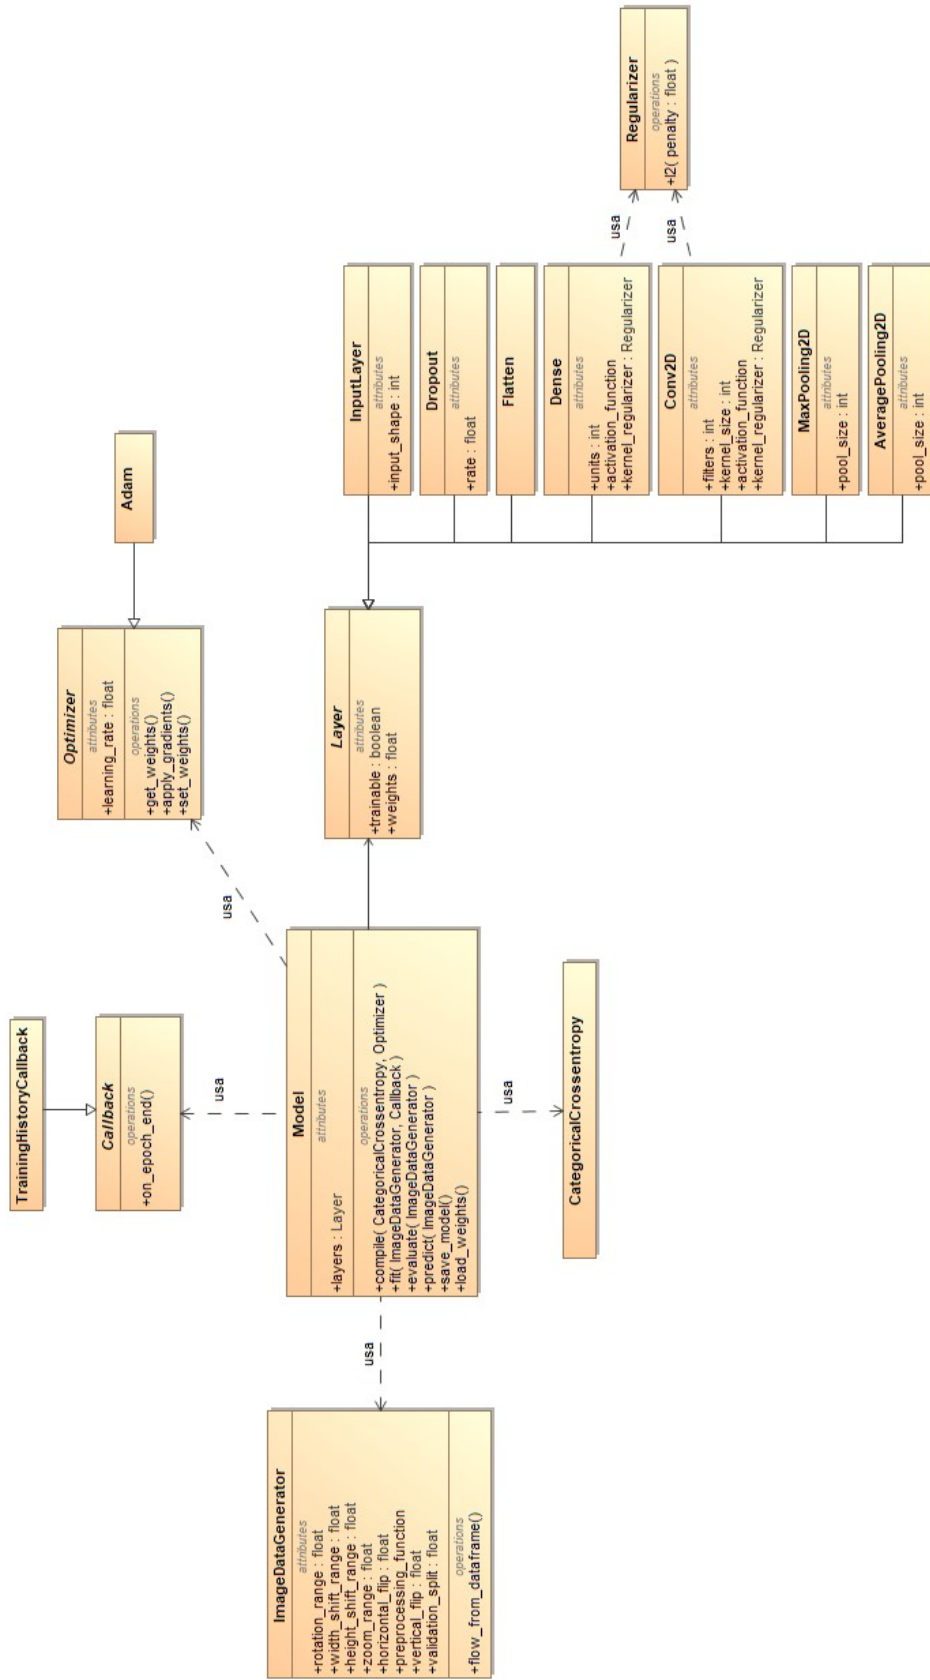 TrainingHistoryCallback
Callback
operations
+on_epoch_end()
usa
Optimizer
attributes
+learning_rate : float
operations
+get_weights()
+apply_gradients()
+set_weights()
Adam
usa
ImageDataGenerator
attributes
+rotation_range : float
+width_shift_range : float
+height_shift_range : float
+zoom_range : float
+horizontal_flip : float
+preprocessing_function
+vertical_flip : float
+validation_split : float
operations
+flow_from_dataframe()
usa
Model
attributes
+layers : Layer
operations
+compile( CategoricalCrossentropy, Optimizer )
+fit( ImageDataGenerator, Callback )
+evaluate( ImageDataGenerator )
+predict( ImageDataGenerator )
+save_model()
+load_weights()
Layer
attributes
+trainable : boolean
+weights : float
usa
CategoricalCrossentropy
InputLayer
attributes
+input_shape : int
Dropout
attributes
+rate : float
Flatten
Dense
attributes
+units : int
+activation_function
+kernel_regularizer : Regularizer
Conv2D
attributes
+filters : int
+kernel_size : int
+activation_function
+kernel_regularizer : Regularizer
MaxPooling2D
attributes
+pool_size : int
AveragePooling2D
attributes
+pool_size : int
usa
usa
Regularizer
operations
+l2( penalty : float )